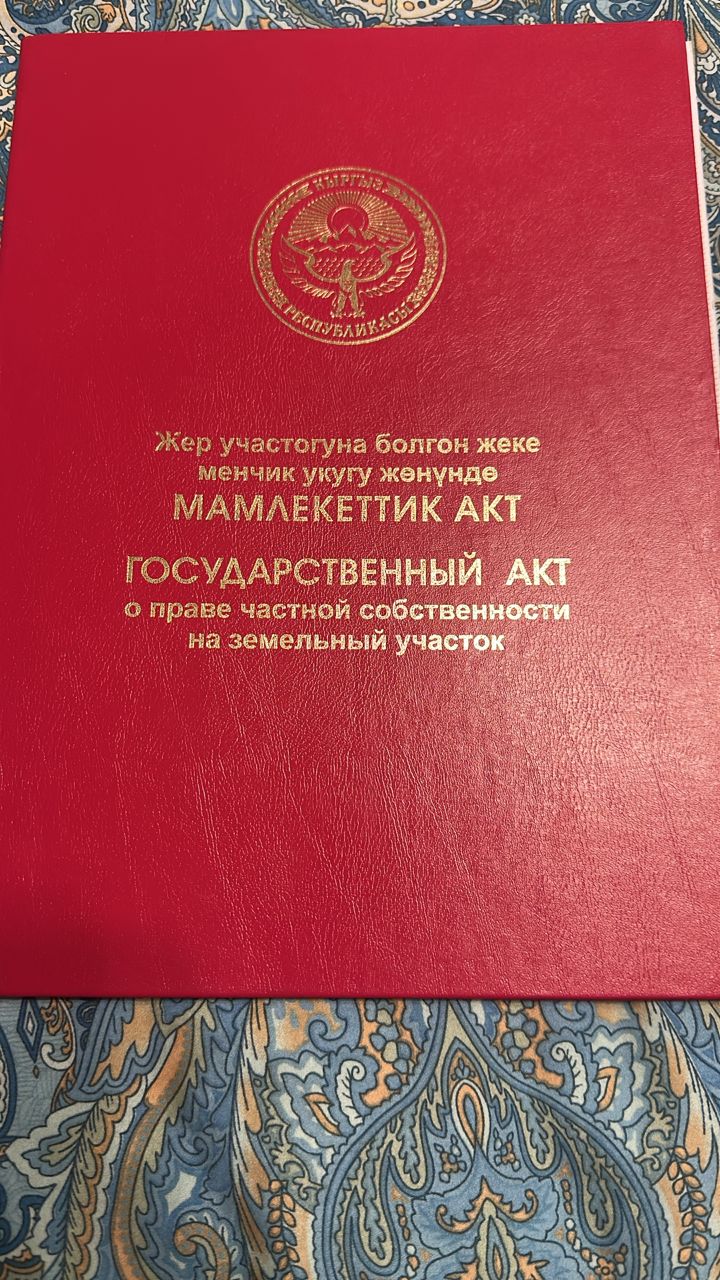 КЫРГЫЗ
РЕСПУБЛИКАСЫ
Жер участогуна болгон жеке
менчик укугу жөнүндө
МАМЛЕКЕТТИК АКТ
ГОСУДАРСТВЕННЫЙ АКТ
о праве частной собственности
на земельный участок